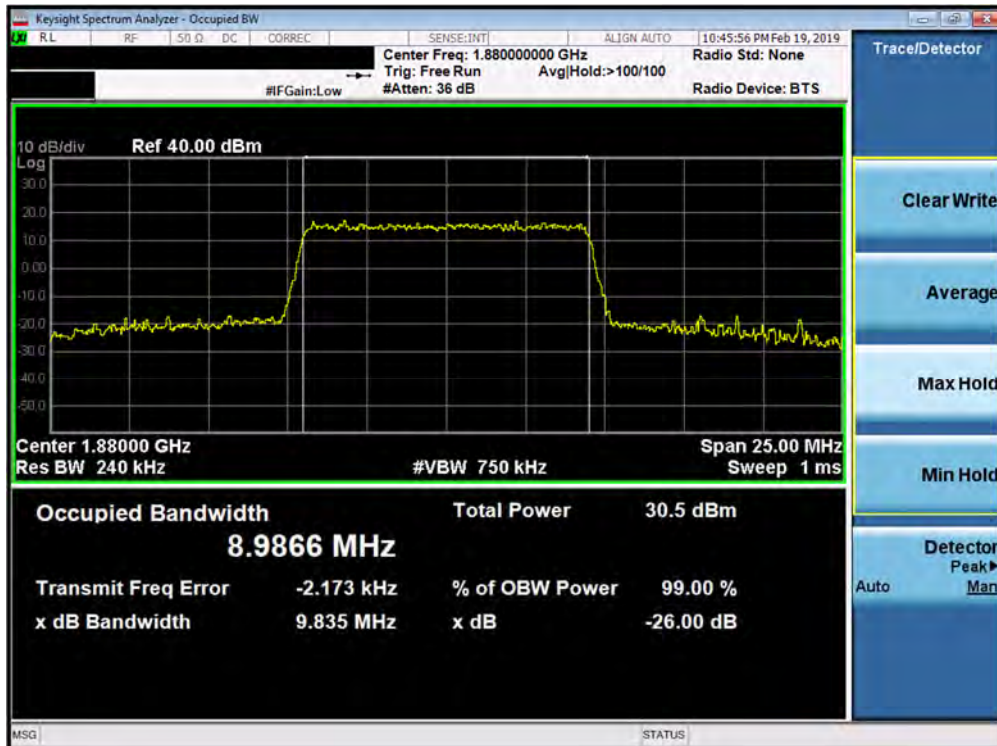 Keysight Spectrum Analyzer - Occupied BW
LXI RL RF 50 Ω DC CORREC SENSE:INT ALIGN AUTO 10:45:56 PM Feb 19, 2019
Center Freq: 1.880000000 GHz Radio Std: None
Trig: Free Run Avg|Hold:>100/100
#IFGain:Low #Atten: 36 dB Radio Device: BTS
10 dB/div Ref 40.00 dBm
Log
30.0
20.0
10.0
0.00
-10.0
-20.0
-30.0
-40.0
-50.0
Center 1.88000 GHz Span 25.00 MHz
Res BW 240 kHz #VBW 750 kHz Sweep 1 ms
Occupied Bandwidth Total Power 30.5 dBm
8.9866 MHz
Transmit Freq Error -2.173 kHz % of OBW Power 99.00 %
x dB Bandwidth 9.835 MHz x dB -26.00 dB
MSG STATUS
Trace/Detector
Clear Write
Average
Max Hold
Min Hold
Detector
Peak▶
Auto Man